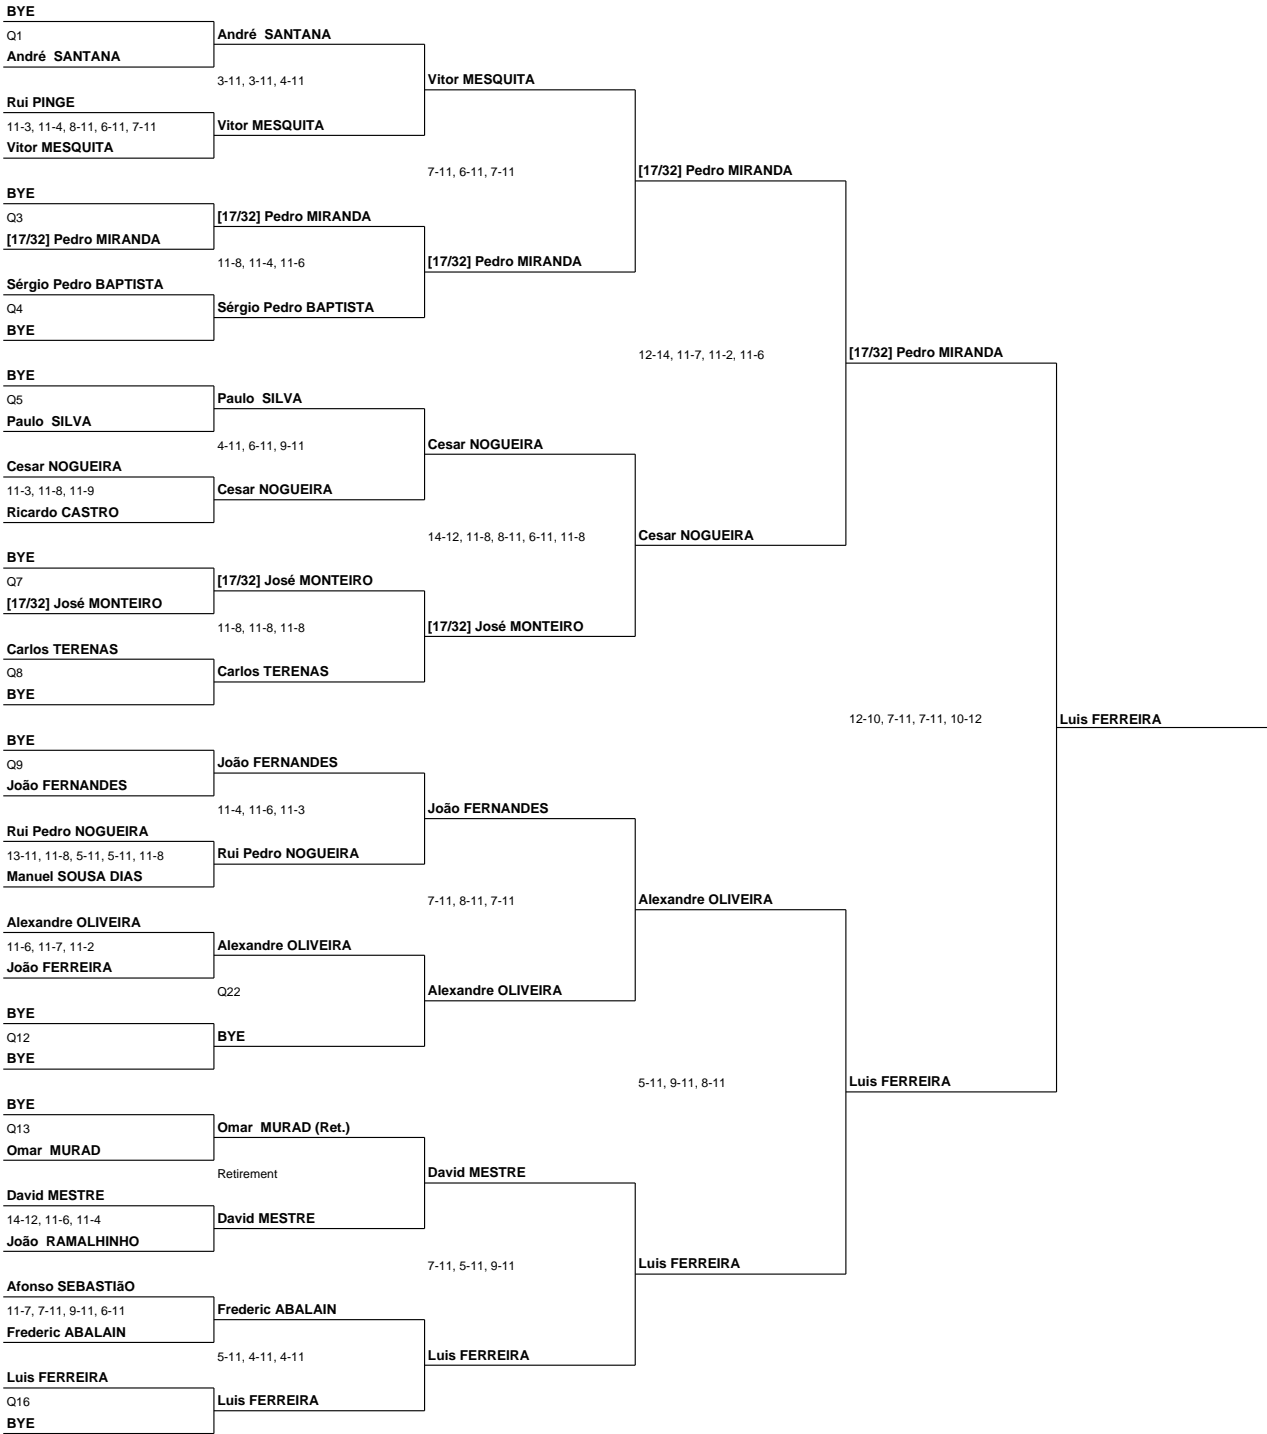 BYE
Q1
André  SANTANA
André  SANTANA
3-11, 3-11, 4-11
Vitor MESQUITA
Rui PINGE
11-3, 11-4, 8-11, 6-11, 7-11
Vitor MESQUITA
Vitor MESQUITA
7-11, 6-11, 7-11
[17/32] Pedro MIRANDA
BYE
Q3
[17/32] Pedro MIRANDA
[17/32] Pedro MIRANDA
11-8, 11-4, 11-6
[17/32] Pedro MIRANDA
Sérgio Pedro BAPTISTA
Q4
BYE
Sérgio Pedro BAPTISTA
12-14, 11-7, 11-2, 11-6
[17/32] Pedro MIRANDA
BYE
Q5
Paulo  SILVA
Paulo  SILVA
4-11, 6-11, 9-11
Cesar NOGUEIRA
Cesar NOGUEIRA
11-3, 11-8, 11-9
Ricardo CASTRO
Cesar NOGUEIRA
14-12, 11-8, 8-11, 6-11, 11-8
Cesar NOGUEIRA
BYE
Q7
[17/32] José MONTEIRO
[17/32] José MONTEIRO
11-8, 11-8, 11-8
[17/32] José MONTEIRO
Carlos TERENAS
Q8
BYE
Carlos TERENAS
12-10, 7-11, 7-11, 10-12
Luis FERREIRA
BYE
Q9
João FERNANDES
João FERNANDES
11-4, 11-6, 11-3
João FERNANDES
Rui Pedro NOGUEIRA
13-11, 11-8, 5-11, 5-11, 11-8
Manuel SOUSA DIAS
Rui Pedro NOGUEIRA
7-11, 8-11, 7-11
Alexandre OLIVEIRA
Alexandre OLIVEIRA
11-6, 11-7, 11-2
João FERREIRA
Alexandre OLIVEIRA
Q22
Alexandre OLIVEIRA
BYE
Q12
BYE
BYE
5-11, 9-11, 8-11
Luis FERREIRA
BYE
Q13
Omar  MURAD
Omar  MURAD (Ret.)
Retirement
David MESTRE
David MESTRE
14-12, 11-6, 11-4
João  RAMALHINHO
David MESTRE
7-11, 5-11, 9-11
Luis FERREIRA
Afonso SEBASTIãO
11-7, 7-11, 9-11, 6-11
Frederic ABALAIN
Frederic ABALAIN
5-11, 4-11, 4-11
Luis FERREIRA
Luis FERREIRA
Q16
BYE
Luis FERREIRA